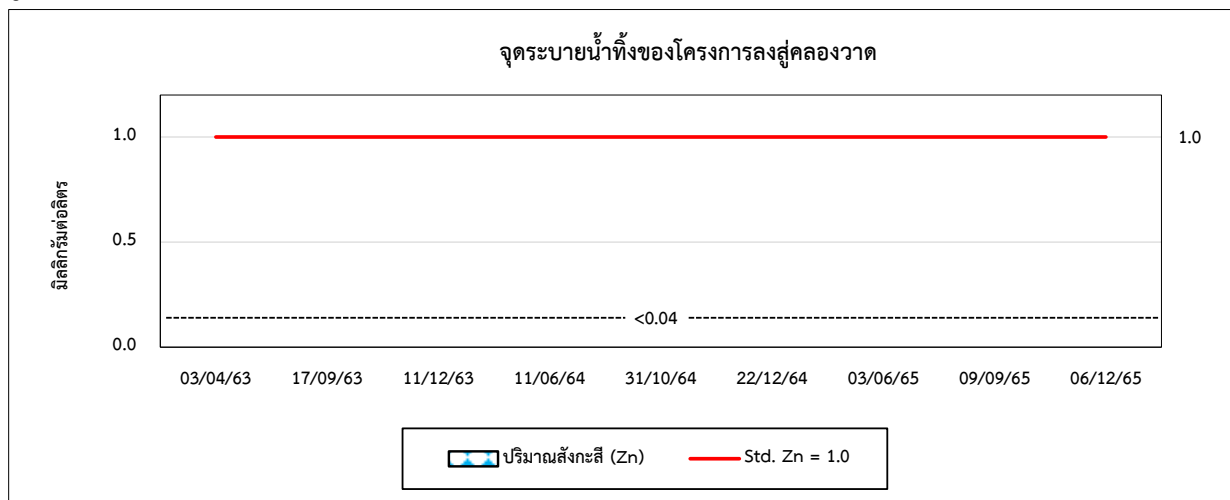 จุดระบายน้ำทิ้งของโครงการลงสู่คลองวาด
มิลลิกรัมต่อลิตร
1.0
0.5
0.0
1.0
<0.04
03/04/63 17/09/63 11/12/63 11/06/64 31/10/64 22/12/64 03/06/65 09/09/65 06/12/65
ปริมาณสังกะสี (Zn) Std. Zn = 1.0